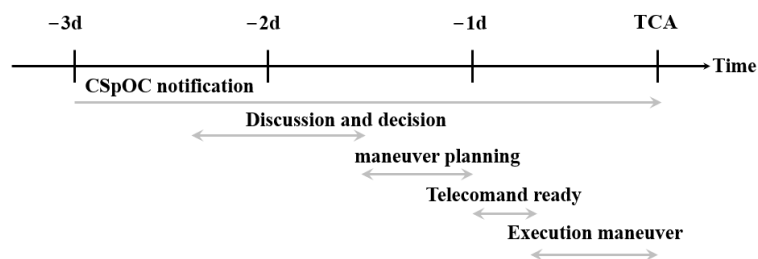 −3d −2d −1d TCA
Time
CSpOC notification
Discussion and decision
maneuver planning
Telecomand ready
Execution maneuver